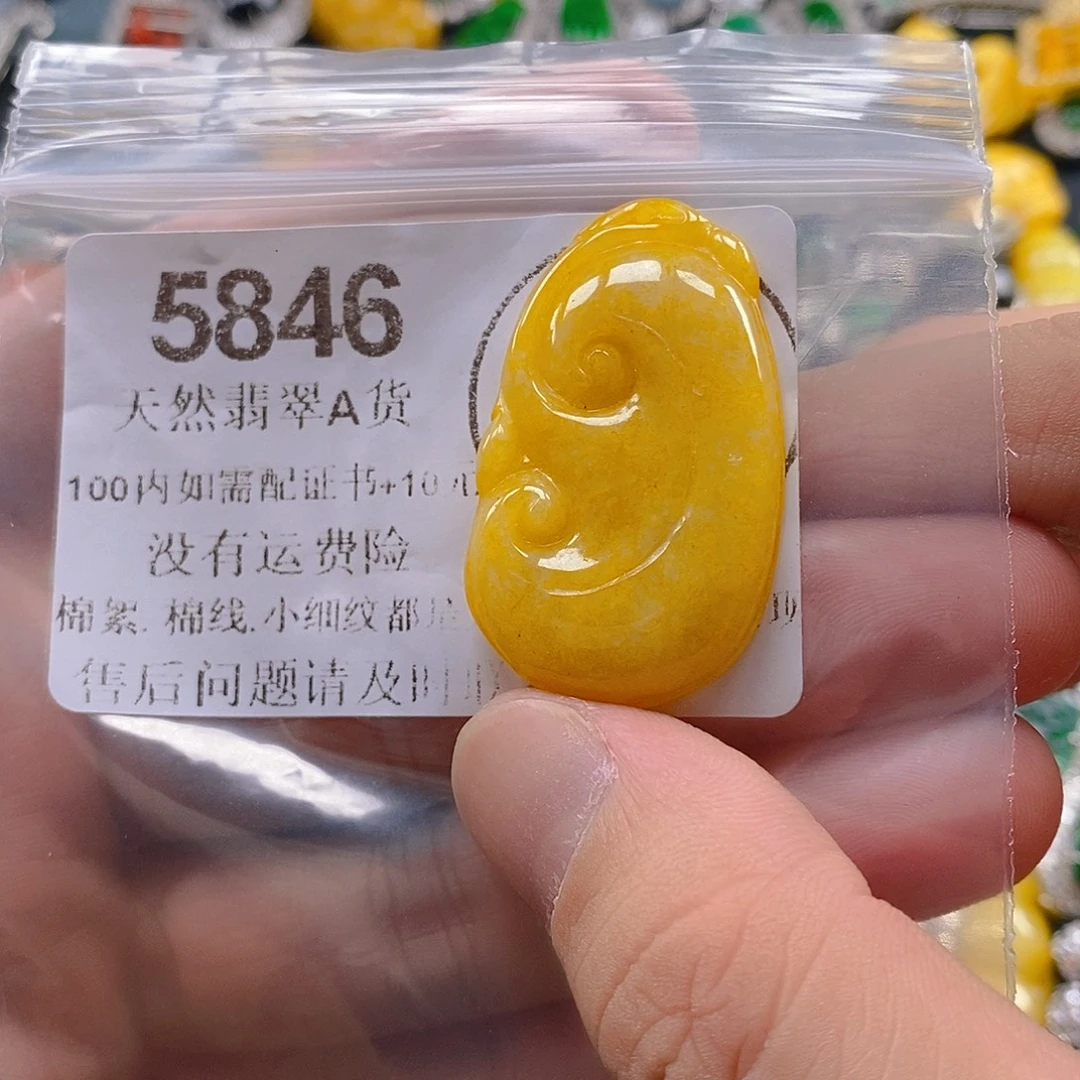 5846
天然翡翠A货
100内如需配证书+10
没有运费险
棉絮.棉线.小细纹都
售后问题请及时